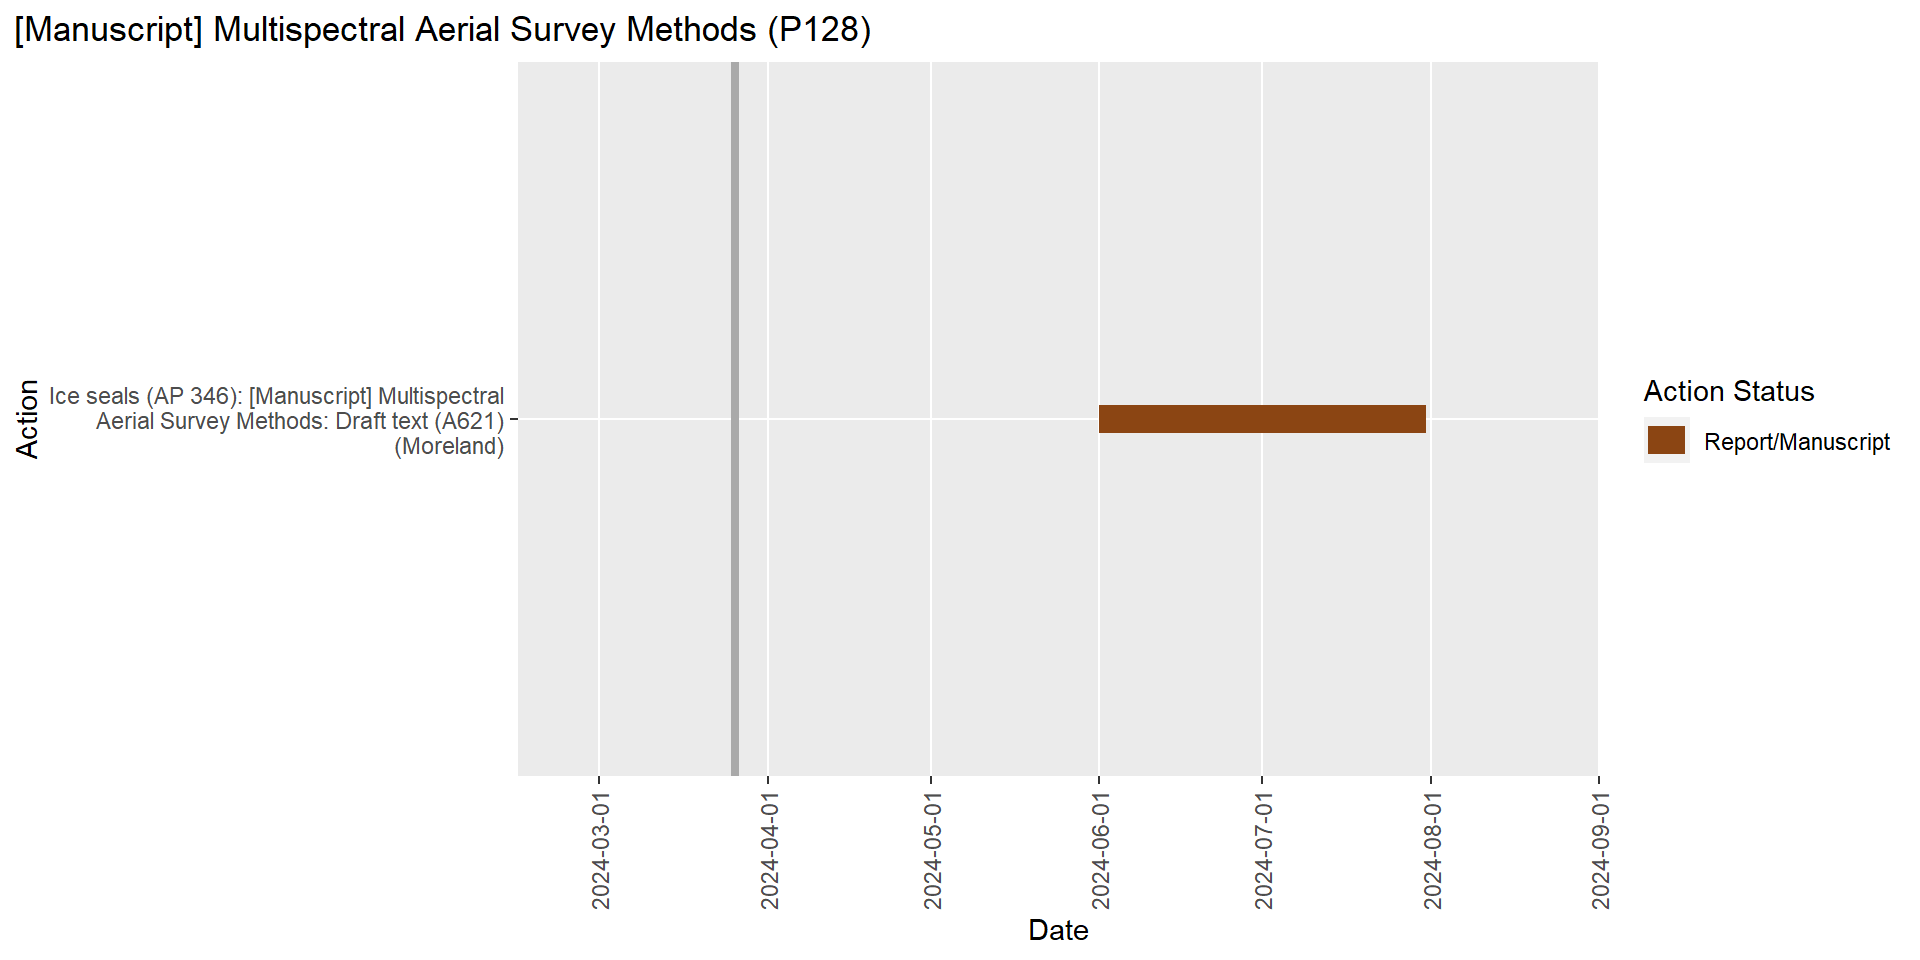 [Manuscript] Multispectral Aerial Survey Methods (P128)
Action
Ice seals (AP 346): [Manuscript] Multispectral
Aerial Survey Methods: Draft text (A621)
(Moreland)
Action Status
Report/Manuscript
2024-03-01
2024-04-01
2024-05-01
2024-06-01
2024-07-01
2024-08-01
2024-09-01
Date